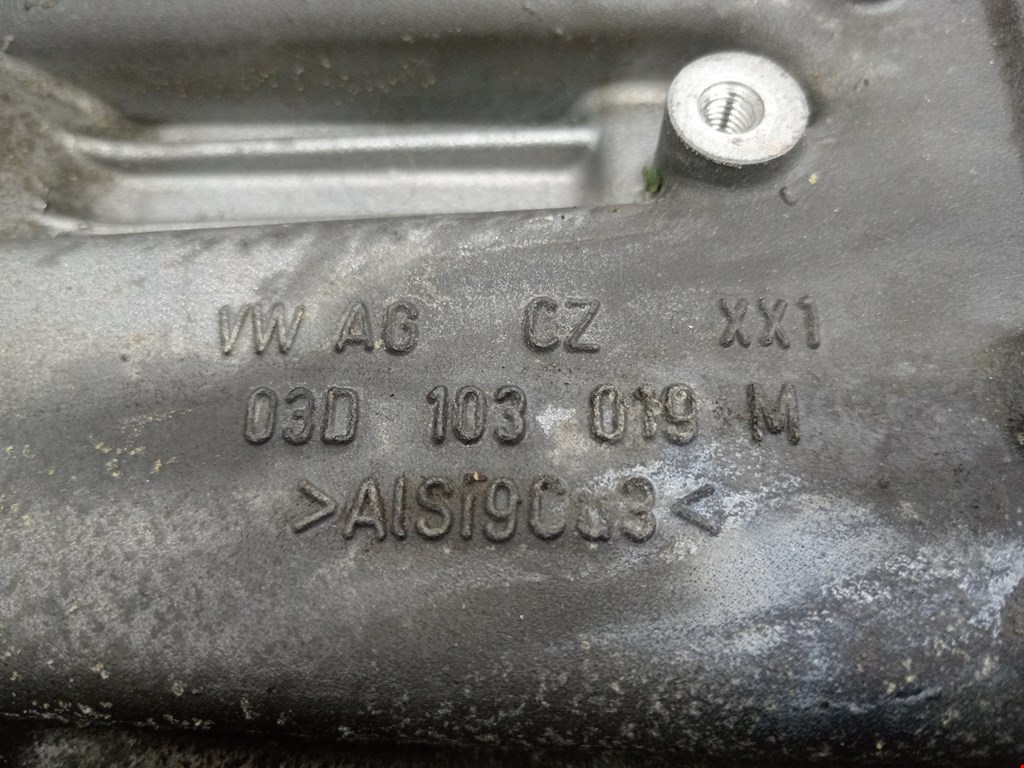 VW AG CZ XX1
03D 103 019 M
>AlSi9Cu3<